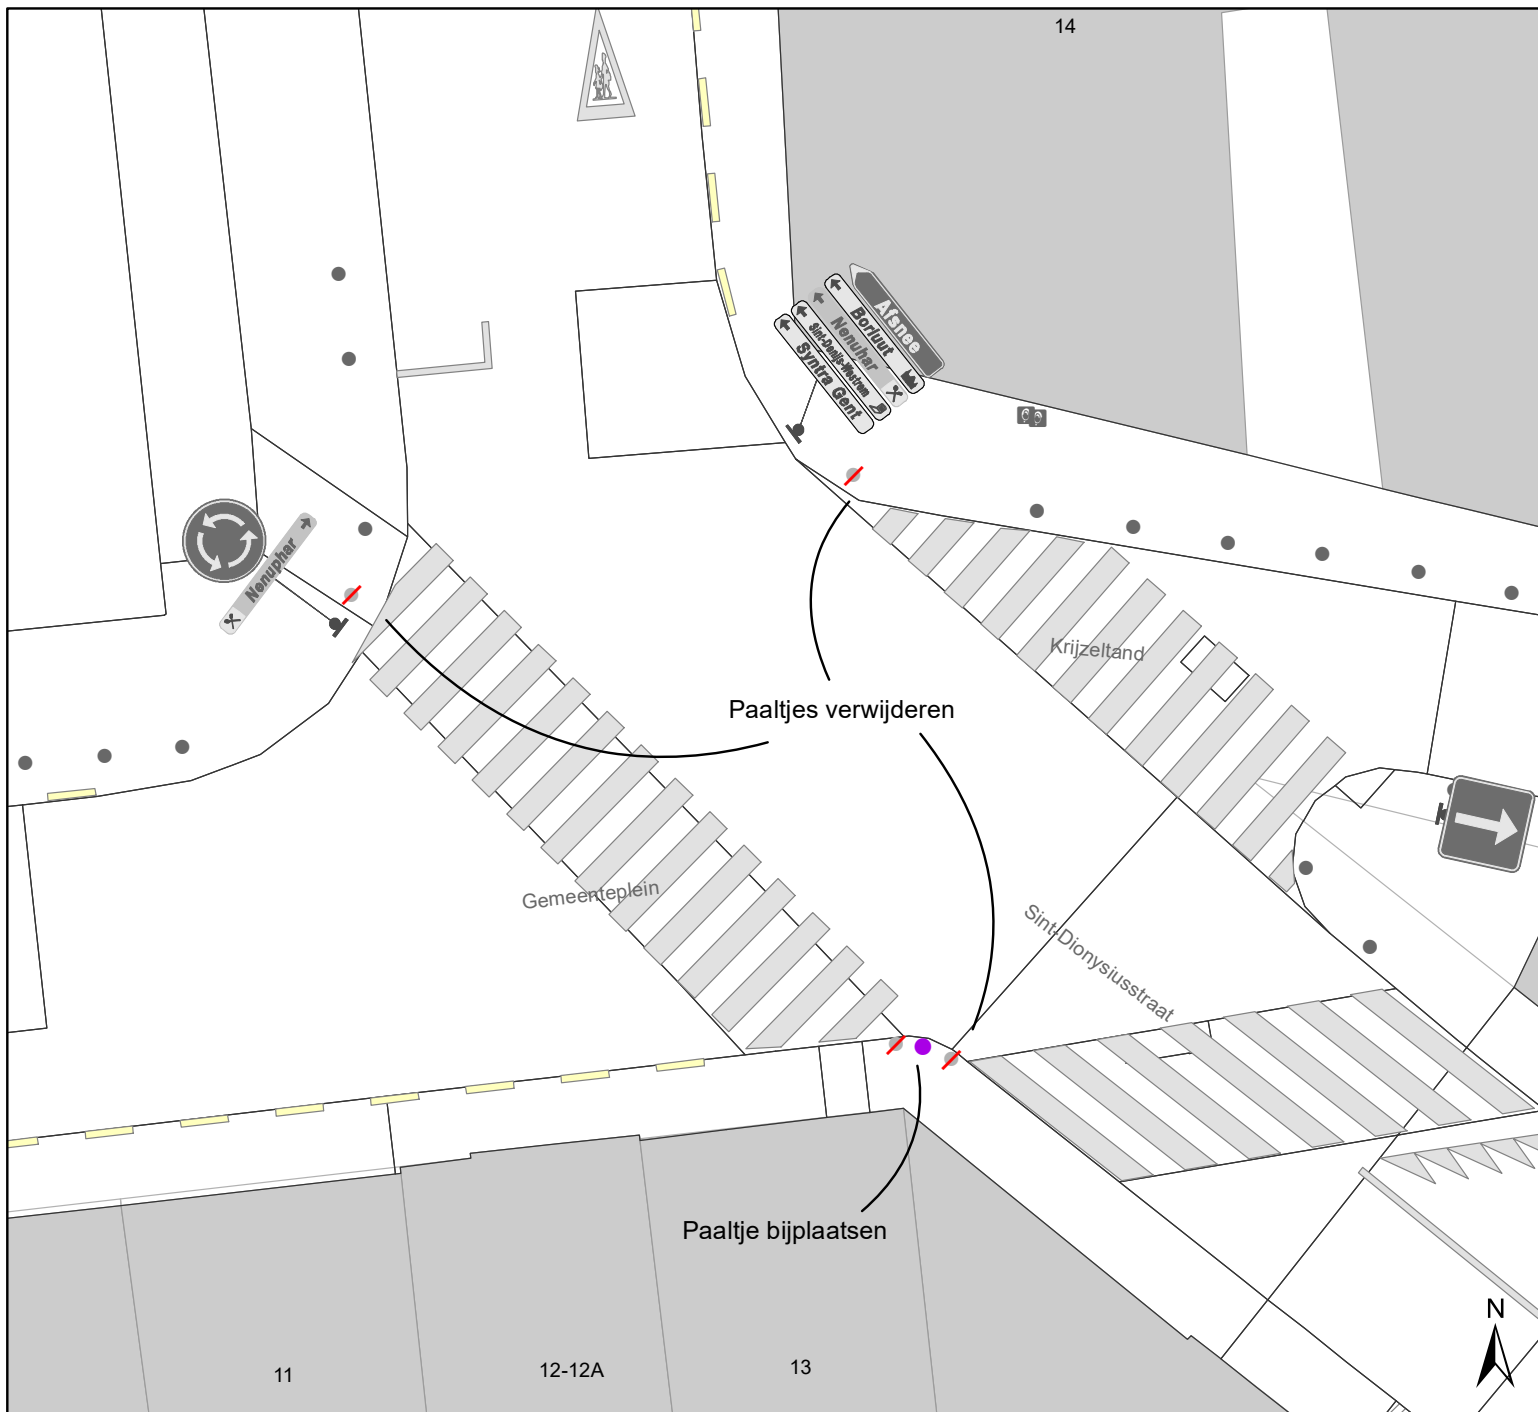 14
Afsnee
Borluut
Nenuhar
Sint-Denijs-Westrem
Syntra Gent
Nenuphar
Krijzeltand
Paaltjes verwijderen
Gemeenteplein
Sint-Dionysiusstraat
Paaltje bijplaatsen
N
11
12-12A
13